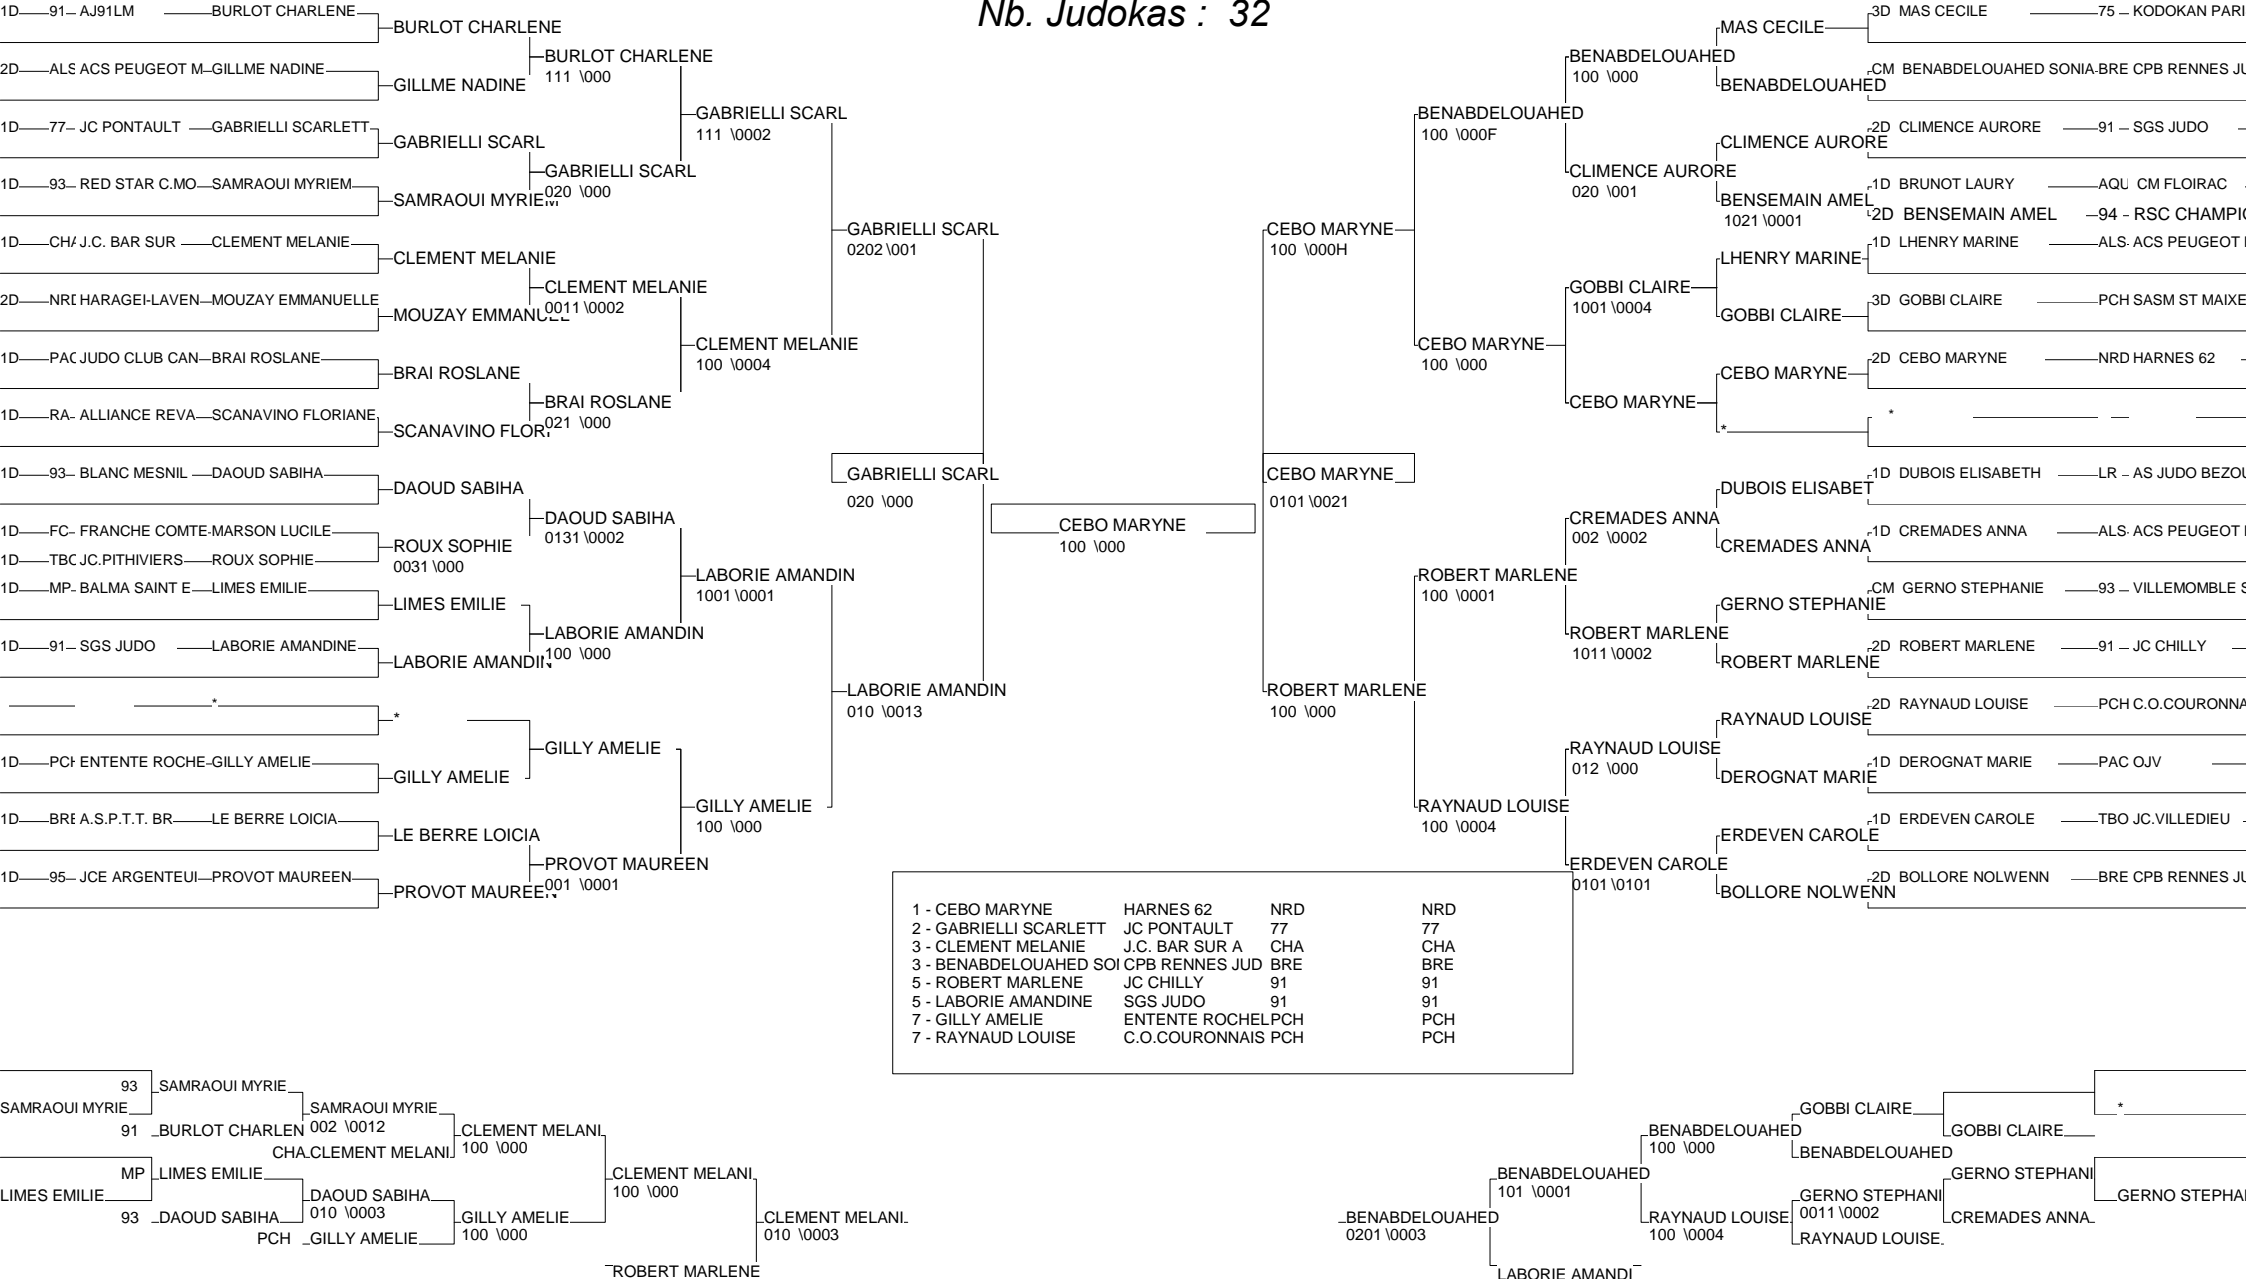 Nb. Judokas : 32
1D 91 AJ91LM BURLOT CHARLENE
2D ALS ACS PEUGEOT M GILLME NADINE
1D 77 JC PONTAULT GABRIELLI SCARLETT
1D 93 RED STAR C.MO SAMRAOUI MYRIEM
1D CHA J.C. BAR SUR CLEMENT MELANIE
2D NRD HARAGEI-LAVEN MOUZAY EMMANUELLE
1D PAC JUDO CLUB CAN BRAI ROSLANE
1D RA ALLIANCE REVA SCANAVINO FLORIANE
1D 93 BLANC MESNIL DAOUD SABIHA
1D FC FRANCHE COMTE MARSON LUCILE
1D TBO JC.PITHIVIERS ROUX SOPHIE
1D MP BALMA SAINT E LIMES EMILIE
1D 91 SGS JUDO LABORIE AMANDINE
*
1D PCH ENTENTE ROCHE GILLY AMELIE
1D BRE A.S.P.T.T. BR LE BERRE LOICIA
1D 95 JCE ARGENTEUI PROVOT MAUREEN
BURLOT CHARLENE
GILLME NADINE
GABRIELLI SCARL
SAMRAOUI MYRIEM
CLEMENT MELANIE
MOUZAY EMMANUEL
BRAI ROSLANE
SCANAVINO FLORI
DAOUD SABIHA
ROUX SOPHIE
0031 \000
LIMES EMILIE
LABORIE AMANDIN
*
GILLY AMELIE
LE BERRE LOICIA
PROVOT MAUREEN
BURLOT CHARLENE
111 \000
GABRIELLI SCARL
020 \000
CLEMENT MELANIE
0011 \0002
BRAI ROSLANE
021 \000
DAOUD SABIHA
0131 \0002
LABORIE AMANDIN
100 \000
GILLY AMELIE
PROVOT MAUREEN
001 \0001
GABRIELLI SCARL
111 \0002
CLEMENT MELANIE
100 \0004
LABORIE AMANDIN
1001 \0001
GILLY AMELIE
100 \000
GABRIELLI SCARL
0202 \001
LABORIE AMANDIN
010 \0013
GABRIELLI SCARL
020 \000
CEBO MARYNE
100 \000
CEBO MARYNE
0101 \0021
CEBO MARYNE
100 \000H
ROBERT MARLENE
100 \000
BENABDELOUAHED
100 \000F
CEBO MARYNE
100 \000
ROBERT MARLENE
100 \0001
RAYNAUD LOUISE
100 \0004
BENABDELOUAHED
100 \000
CLIMENCE AURORE
020 \001
GOBBI CLAIRE
1001 \0004
CEBO MARYNE
CREMADES ANNA
002 \0002
ROBERT MARLENE
1011 \0002
RAYNAUD LOUISE
012 \000
ERDEVEN CAROLE
0101 \0101
MAS CECILE
BENABDELOUAHED
CLIMENCE AURORE
BENSEMAIN AMEL
1021 \0001
LHENRY MARINE
GOBBI CLAIRE
CEBO MARYNE
*
DUBOIS ELISABET
CREMADES ANNA
GERNO STEPHANIE
ROBERT MARLENE
RAYNAUD LOUISE
DEROGNAT MARIE
ERDEVEN CAROLE
BOLLORE NOLWENN
3D MAS CECILE 75 KODOKAN PARI
CM BENABDELOUAHED SONIA BRE CPB RENNES JU
2D CLIMENCE AURORE 91 SGS JUDO
1D BRUNOT LAURY AQU CM FLOIRAC
2D BENSEMAIN AMEL 94 RSC CHAMPIG
1D LHENRY MARINE ALS ACS PEUGEOT
3D GOBBI CLAIRE PCH SASM ST MAIXE
2D CEBO MARYNE NRD HARNES 62
*
1D DUBOIS ELISABETH LR AS JUDO BEZOU
1D CREMADES ANNA ALS ACS PEUGEOT
CM GERNO STEPHANIE 93 VILLEMOMBLE S
2D ROBERT MARLENE 91 JC CHILLY
2D RAYNAUD LOUISE PCH C.O.COURONNA
1D DEROGNAT MARIE PAC OJV
1D ERDEVEN CAROLE TBO JC.VILLEDIEU
2D BOLLORE NOLWENN BRE CPB RENNES JU
1 - CEBO MARYNE HARNES 62 NRD NRD
2 - GABRIELLI SCARLETT JC PONTAULT 77 77
3 - CLEMENT MELANIE J.C. BAR SUR A CHA CHA
3 - BENABDELOUAHED SONI CPB RENNES JUD BRE BRE
5 - ROBERT MARLENE JC CHILLY 91 91
5 - LABORIE AMANDINE SGS JUDO 91 91
7 - GILLY AMELIE ENTENTE ROCHEL PCH PCH
7 - RAYNAUD LOUISE C.O.COURONNAIS PCH PCH
93 SAMRAOUI MYRIE
SAMRAOUI MYRIE
91 BURLOT CHARLEN
MP LIMES EMILIE
LIMES EMILIE
93 DAOUD SABIHA
SAMRAOUI MYRIE
002 \0012
CHA CLEMENT MELANI
DAOUD SABIHA
010 \0003
PCH GILLY AMELIE
CLEMENT MELANI
100 \000
GILLY AMELIE
100 \000
CLEMENT MELANI
100 \000
ROBERT MARLENE
CLEMENT MELANI
010 \0003
BENABDELOUAHED
0201 \0003
BENABDELOUAHED
101 \0001
LABORIE AMANDI
BENABDELOUAHED
100 \000
RAYNAUD LOUISE
100 \0004
GOBBI CLAIRE
BENABDELOUAHED
GERNO STEPHANI
0011 \0002
RAYNAUD LOUISE
GOBBI CLAIRE
GERNO STEPHANI
CREMADES ANNA
*
GERNO STEPHA